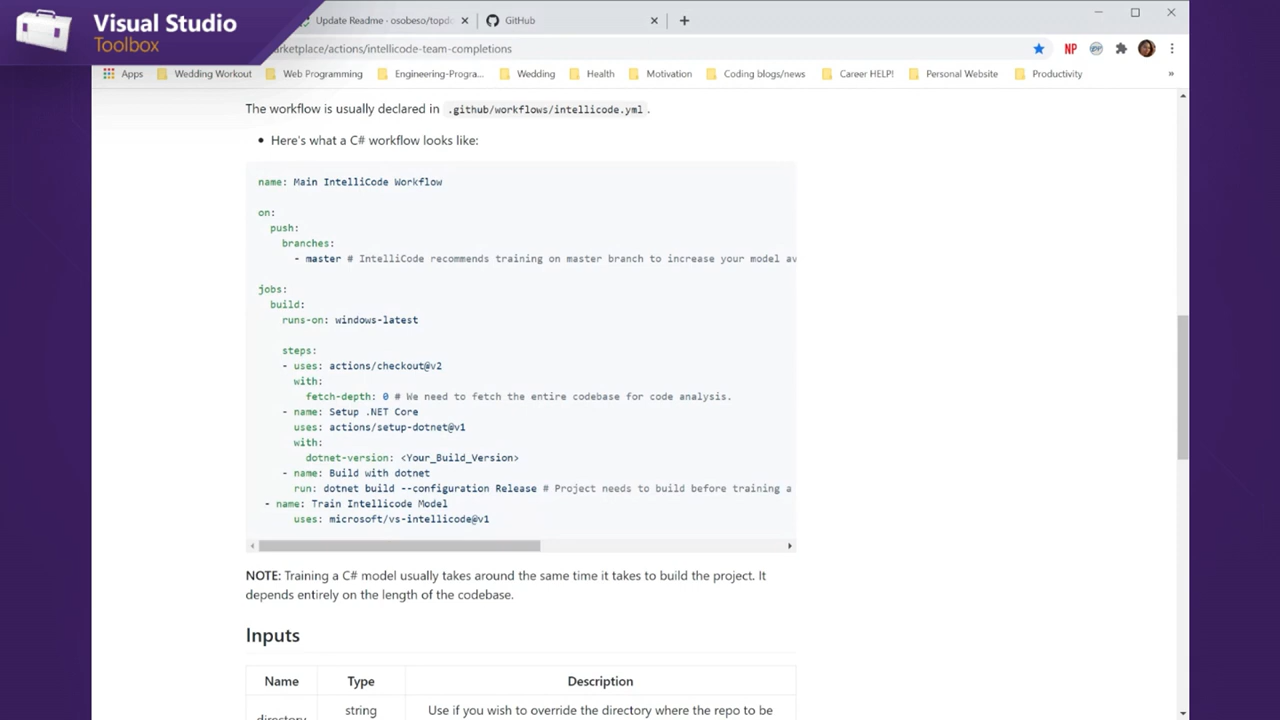 Visual Studio
Toolbox
Update Readme - osobeso/topd
GitHub
arketplace/actions/intellicode-team-completions
NP
Apps Wedding Workout Web Programming Engineering-Progra... Wedding Health Motivation Coding blogs/news Career HELP! Personal Website Productivity »
The workflow is usually declared in .github/workflows/intellicode.yml .
• Here's what a C# workflow looks like:
name: Main IntelliCode Workflow
on:
push:
branches:
- master # IntelliCode recommends training on master branch to increase your model av
jobs:
build:
runs-on: windows-latest
steps:
- uses: actions/checkout@v2
with:
fetch-depth: 0 # We need to fetch the entire codebase for code analysis.
- name: Setup .NET Core
uses: actions/setup-dotnet@v1
with:
dotnet-version: <Your_Build_Version>
- name: Build with dotnet
run: dotnet build --configuration Release # Project needs to build before training a
- name: Train Intellicode Model
uses: microsoft/vs-intellicode@v1
NOTE: Training a C# model usually takes around the same time it takes to build the project. It
depends entirely on the length of the codebase.
Inputs
Name Type Description
string Use if you wish to override the directory where the repo to be
directory